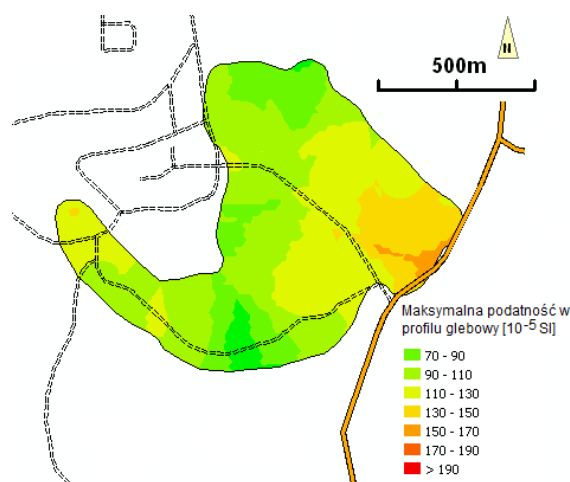 N
500m
Maksymalna podatność w
profilu glebowy [10⁻⁵ SI]
70 - 90
90 - 110
110 - 130
130 - 150
150 - 170
170 - 190
> 190